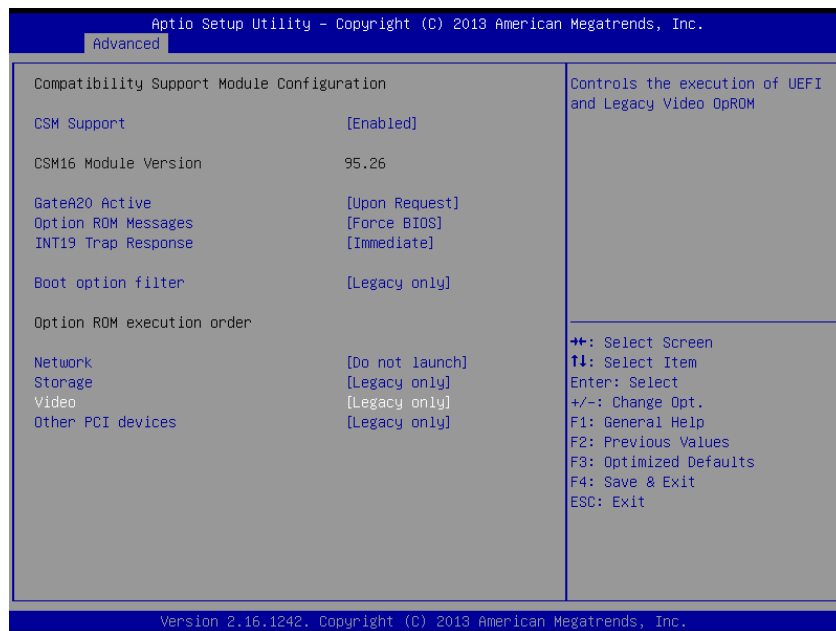 Aptio Setup Utility – Copyright (C) 2013 American Megatrends, Inc.
Advanced
Compatibility Support Module Configuration
CSM Support [Enabled]
CSM16 Module Version 95.26
GateA20 Active [Upon Request]
Option ROM Messages [Force BIOS]
INT19 Trap Response [Immediate]
Boot option filter [Legacy only]
Option ROM execution order
Network [Do not launch]
Storage [Legacy only]
Video [Legacy only]
Other PCI devices [Legacy only]
Controls the execution of UEFI
and Legacy Video OpROM
→←: Select Screen
↑↓: Select Item
Enter: Select
+/-: Change Opt.
F1: General Help
F2: Previous Values
F3: Optimized Defaults
F4: Save & Exit
ESC: Exit
Version 2.16.1242. Copyright (C) 2013 American Megatrends, Inc.